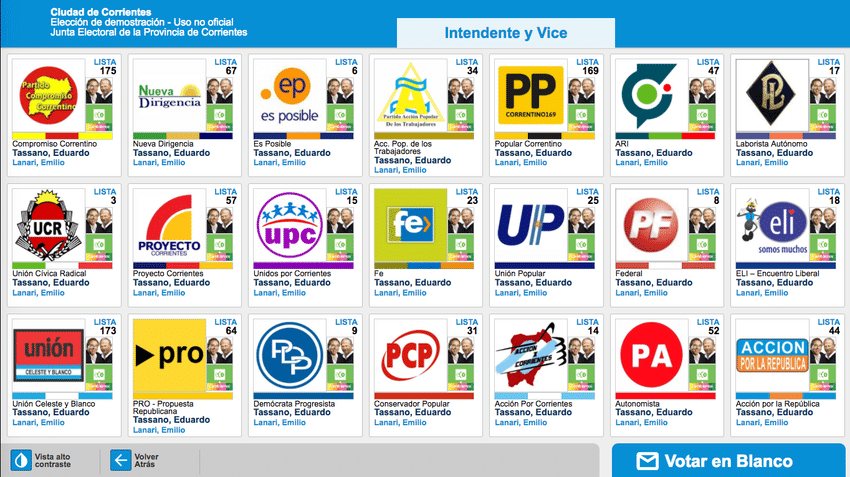 Ciudad de Corrientes
Elección de demostración - Uso no oficial
Junta Electoral de la Provincia de Corrientes
Intendente y Vice
LISTA
175
Partido
Compromiso
Correntino
Compromiso Correntino
Tassano, Eduardo
Lanari, Emilio
LISTA
67
Nueva
Dirigencia
Nueva Dirigencia
Tassano, Eduardo
Lanari, Emilio
LISTA
6
ep
es posible
Es Posible
Tassano, Eduardo
Lanari, Emilio
LISTA
34
A
Partido Acción Popular
De los Trabajadores
Acc. Pop. de los
Trabajadores
Tassano, Eduardo
Lanari, Emilio
LISTA
169
PP
CORRENTINO169
Popular Correntino
Tassano, Eduardo
Lanari, Emilio
LISTA
47
ARI
Tassano, Eduardo
Lanari, Emilio
LISTA
17
PL
Laborista Autónomo
Tassano, Eduardo
Lanari, Emilio
LISTA
3
UCR
Unión Cívica Radical
Tassano, Eduardo
Lanari, Emilio
LISTA
57
PROYECTO
CORRIENTES
Proyecto Corrientes
Tassano, Eduardo
Lanari, Emilio
LISTA
15
upc
Unidos por Corrientes
Tassano, Eduardo
Lanari, Emilio
LISTA
23
fe
Fe
Tassano, Eduardo
Lanari, Emilio
LISTA
25
UP
Unión Popular
Tassano, Eduardo
Lanari, Emilio
LISTA
8
PF
Federal
Tassano, Eduardo
Lanari, Emilio
LISTA
18
eli
somos muchos
ELI – Encuentro Liberal
Tassano, Eduardo
Lanari, Emilio
LISTA
173
unión
CELESTE Y BLANCO
Unión Celeste y Blanco
Tassano, Eduardo
Lanari, Emilio
LISTA
64
pro
PRO - Propuesta
Republicana
Tassano, Eduardo
Lanari, Emilio
LISTA
9
PDP
Demócrata Progresista
Tassano, Eduardo
Lanari, Emilio
LISTA
31
PCP
Conservador Popular
Tassano, Eduardo
Lanari, Emilio
LISTA
14
ACCION
CORRIENTES
Acción Por Corrientes
Tassano, Eduardo
Lanari, Emilio
LISTA
52
PA
Autonomista
Tassano, Eduardo
Lanari, Emilio
LISTA
44
ACCION
POR LA REPUBLICA
Acción por la República
Tassano, Eduardo
Lanari, Emilio
Vista alto
contraste
Volver
Atrás
Votar en Blanco